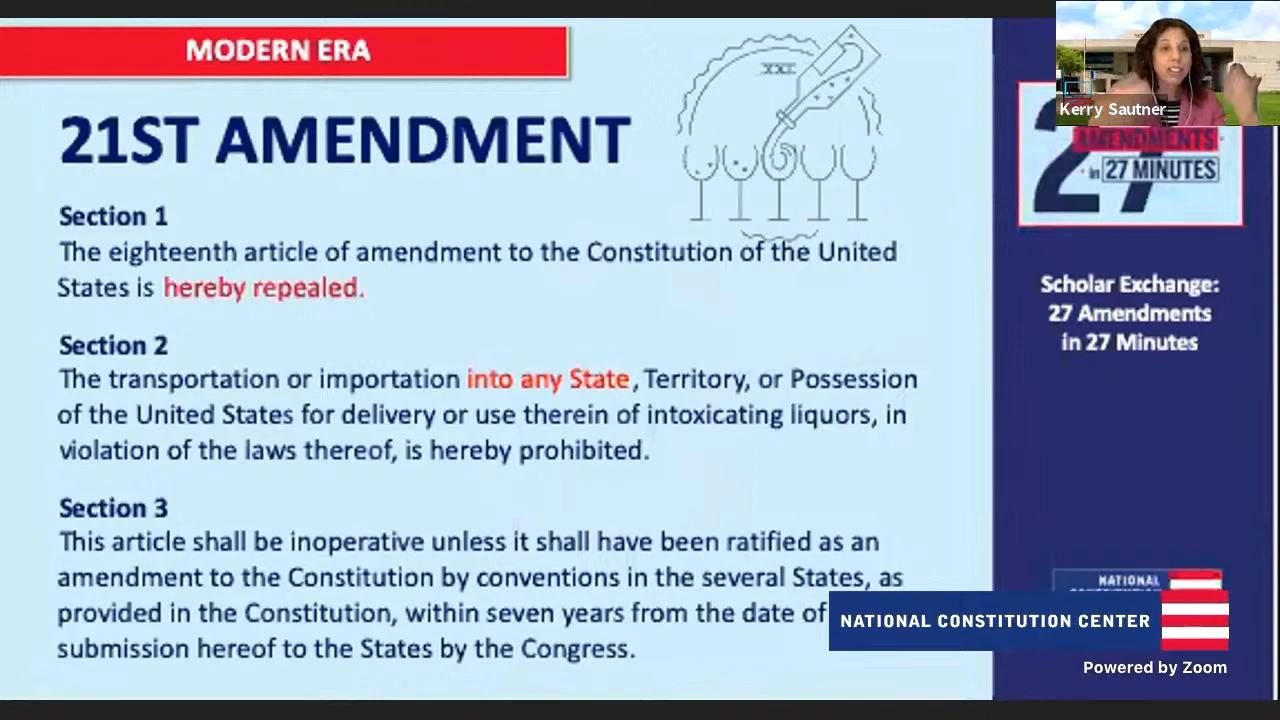 MODERN ERA
XXI
21ST AMENDMENT
Section 1
The eighteenth article of amendment to the Constitution of the United
States is hereby repealed.
Section 2
The transportation or importation into any State, Territory, or Possession
of the United States for delivery or use therein of intoxicating liquors, in
violation of the laws thereof, is hereby prohibited.
Section 3
This article shall be inoperative unless it shall have been ratified as an
amendment to the Constitution by conventions in the several States, as
provided in the Constitution, within seven years from the date of
submission hereof to the States by the Congress.
Kerry Sautner
27
AMENDMENTS
in 27 MINUTES
Scholar Exchange:
27 Amendments
in 27 Minutes
NATIONAL
NATIONAL CONSTITUTION CENTER
Powered by Zoom